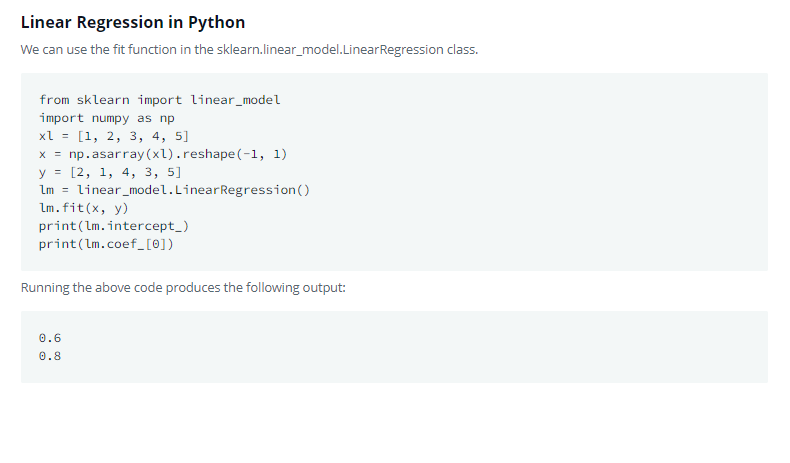 Linear Regression in Python
We can use the fit function in the sklearn.linear_model.LinearRegression class.
from sklearn import linear_model
import numpy as np
xl = [1, 2, 3, 4, 5]
x = np.asarray(xl).reshape(-1, 1)
y = [2, 1, 4, 3, 5]
lm = linear_model.LinearRegression()
lm.fit(x, y)
print(lm.intercept_)
print(lm.coef_[0])
Running the above code produces the following output:
0.6
0.8